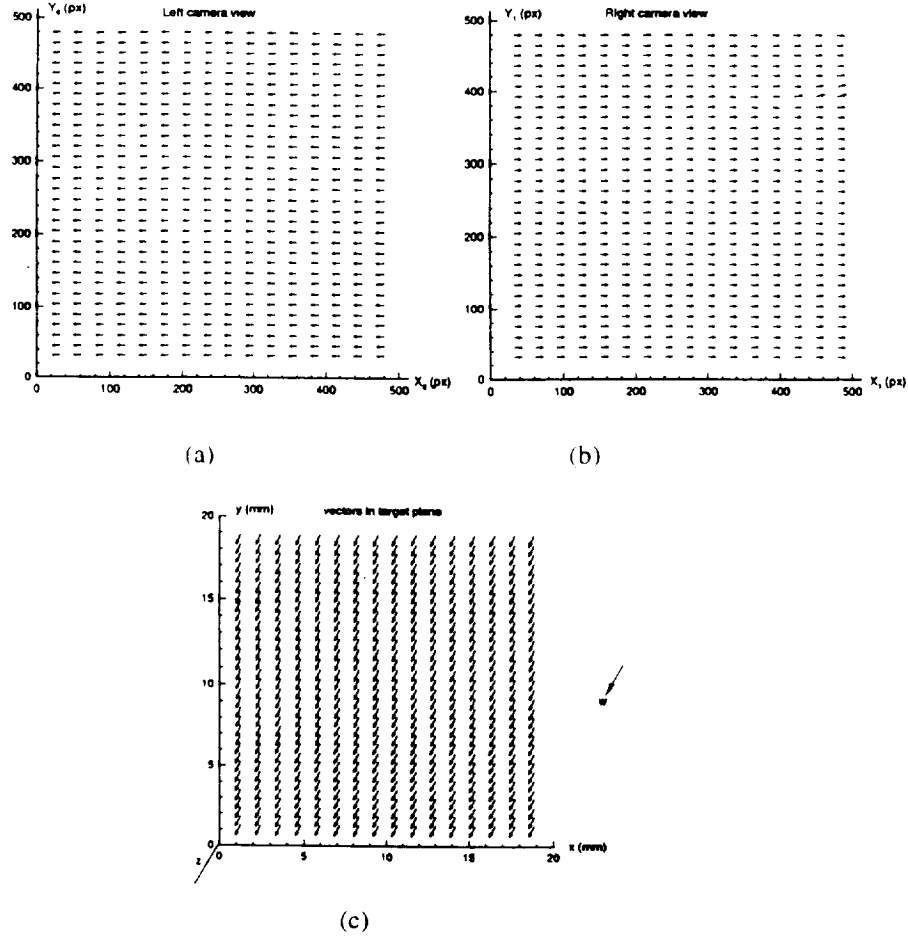 Y₀ (px) Left camera view
500
400
300
200
100
0
0 100 200 300 400 500 X₀ (px)
(a)
Y₁ (px) Right camera view
500
400
300
200
100
0
0 100 200 300 400 500 X₁ (px)
(b)
y (mm) vectors in target plane
20
15
10
5
0
z 0 5 10 15 20 x (mm)
w
(c)